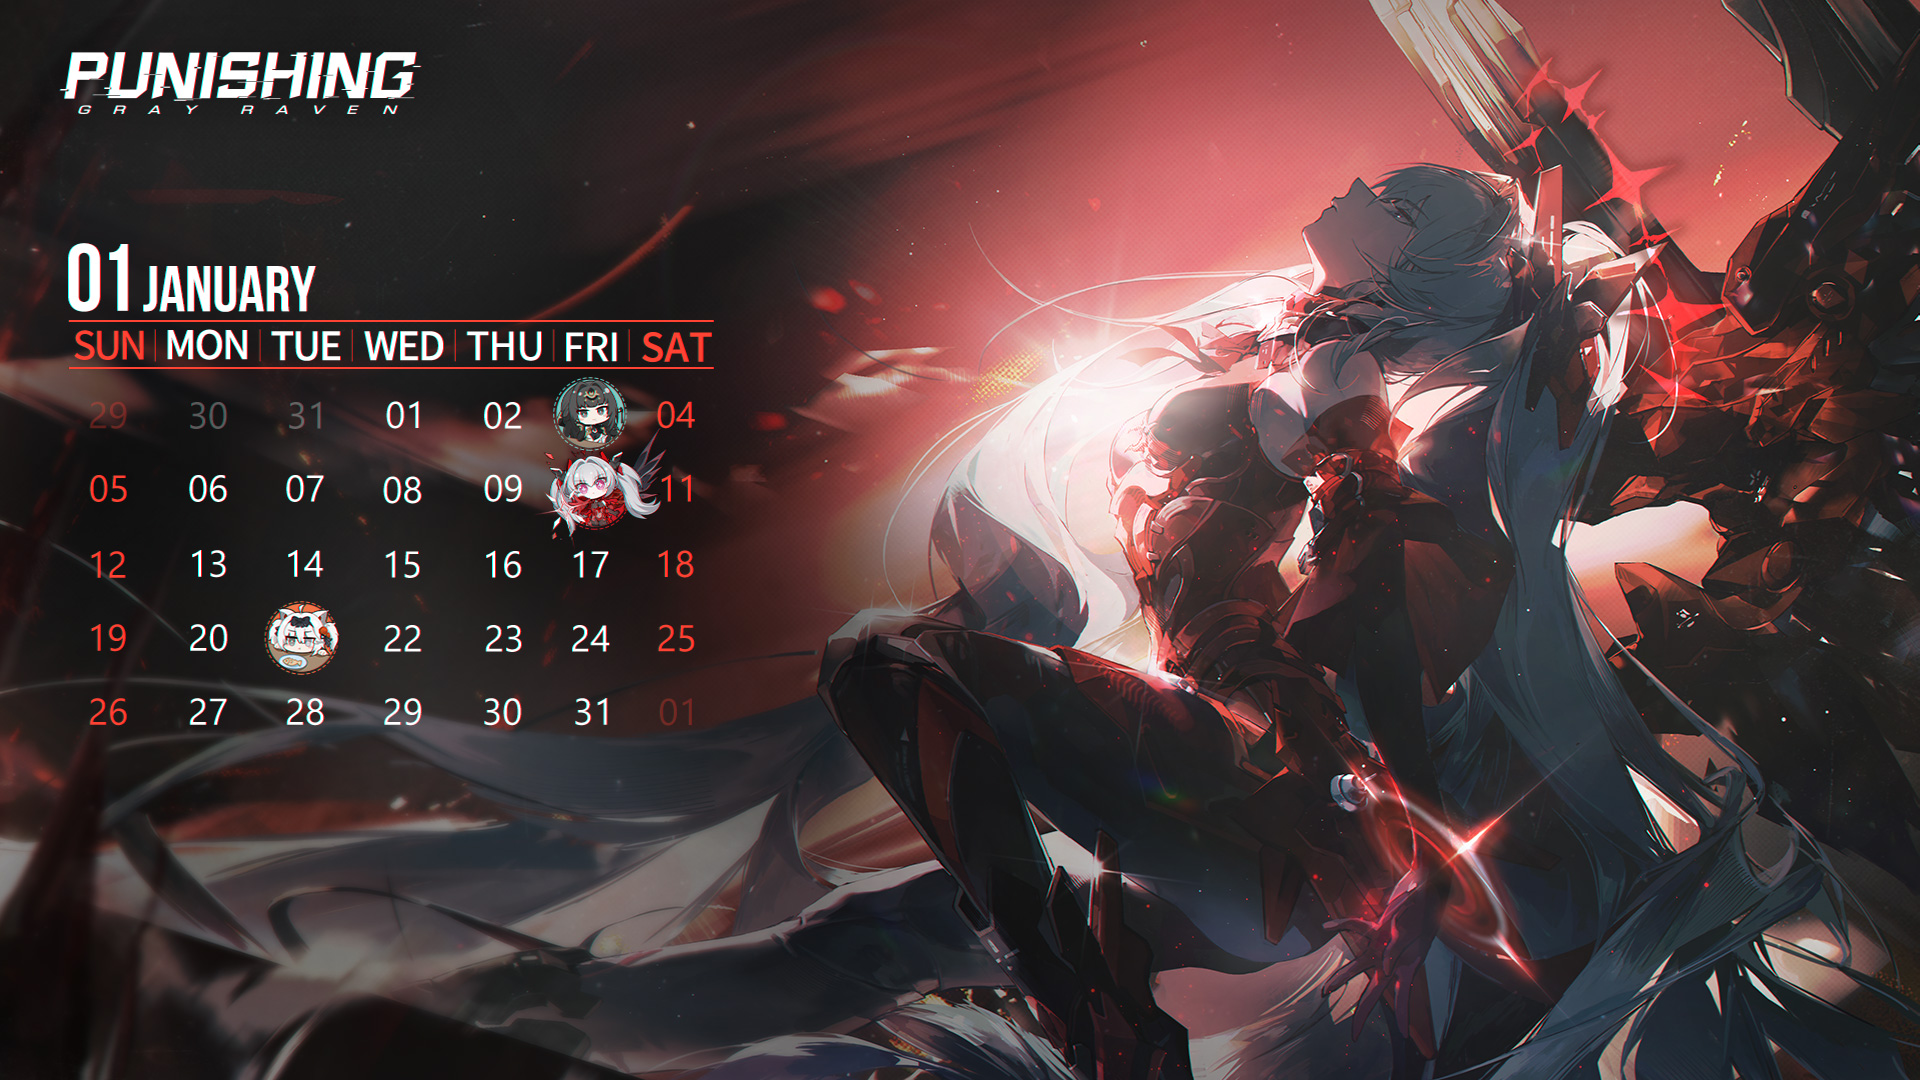 PUNISHING
GRAY RAVEN
01 JANUARY
SUN MON TUE WED THU FRI SAT
29 30 31 01 02 04
05 06 07 08 09 11
12 13 14 15 16 17 18
19 20 22 23 24 25
26 27 28 29 30 31 01